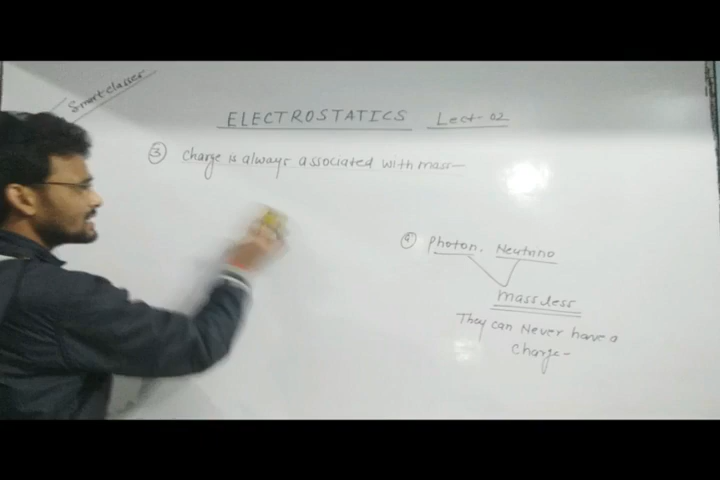 Smart classes
ELECTROSTATICS Lect-02
③ Charge is always associated with mass—
④ Photon, Neutrino
Massless
They can Never have a
Charge-